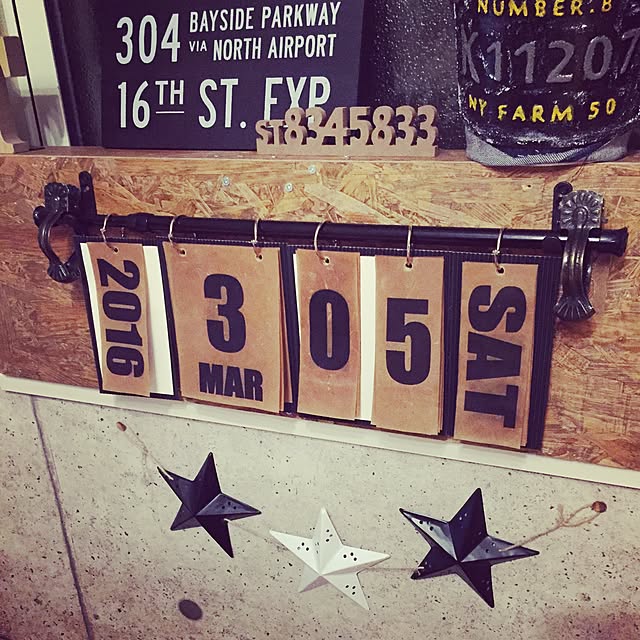 304 BAYSIDE PARKWAY
VIA NORTH AIRPORT
16TH ST. EXP
NUMBER.8
K11207
NY FARM 50
ST8345833
2016
3
MAR
0
5
SAT